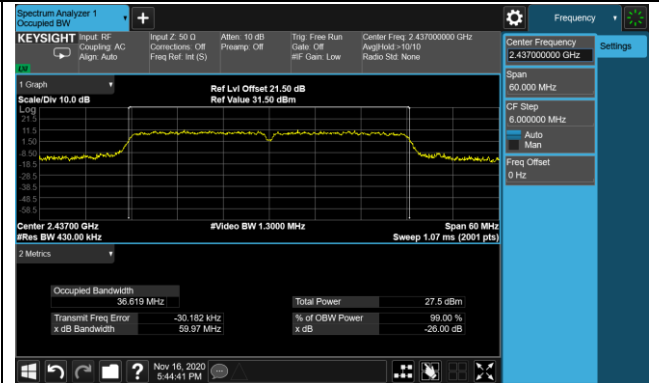 Spectrum Analyzer 1
Occupied BW
Frequency
KEYSIGHT
Input: RF
Coupling: AC
Align: Auto
Input Z: 50 Ω
Corrections: Off
Freq Ref: Int (S)
Atten: 10 dB
Preamp: Off
Trig: Free Run
Gate: Off
#IF Gain: Low
Center Freq: 2.437000000 GHz
Avg|Hold:>10/10
Radio Std: None
Center Frequency
2.437000000 GHz
Settings
Span
60.000 MHz
CF Step
6.000000 MHz
Auto
Man
Freq Offset
0 Hz
1 Graph
Scale/Div 10.0 dB
Ref Lvl Offset 21.50 dB
Ref Value 31.50 dBm
Log
21.5
11.5
1.50
-8.50
-18.5
-28.5
-38.5
-48.5
-58.5
Center 2.43700 GHz
#Res BW 430.00 kHz
#Video BW 1.3000 MHz
Span 60 MHz
Sweep 1.07 ms (2001 pts)
2 Metrics
Occupied Bandwidth
36.619 MHz
Total Power 27.5 dBm
Transmit Freq Error -30.182 kHz
% of OBW Power 99.00 %
x dB Bandwidth 59.97 MHz
x dB -26.00 dB
Nov 16, 2020
5:44:41 PM